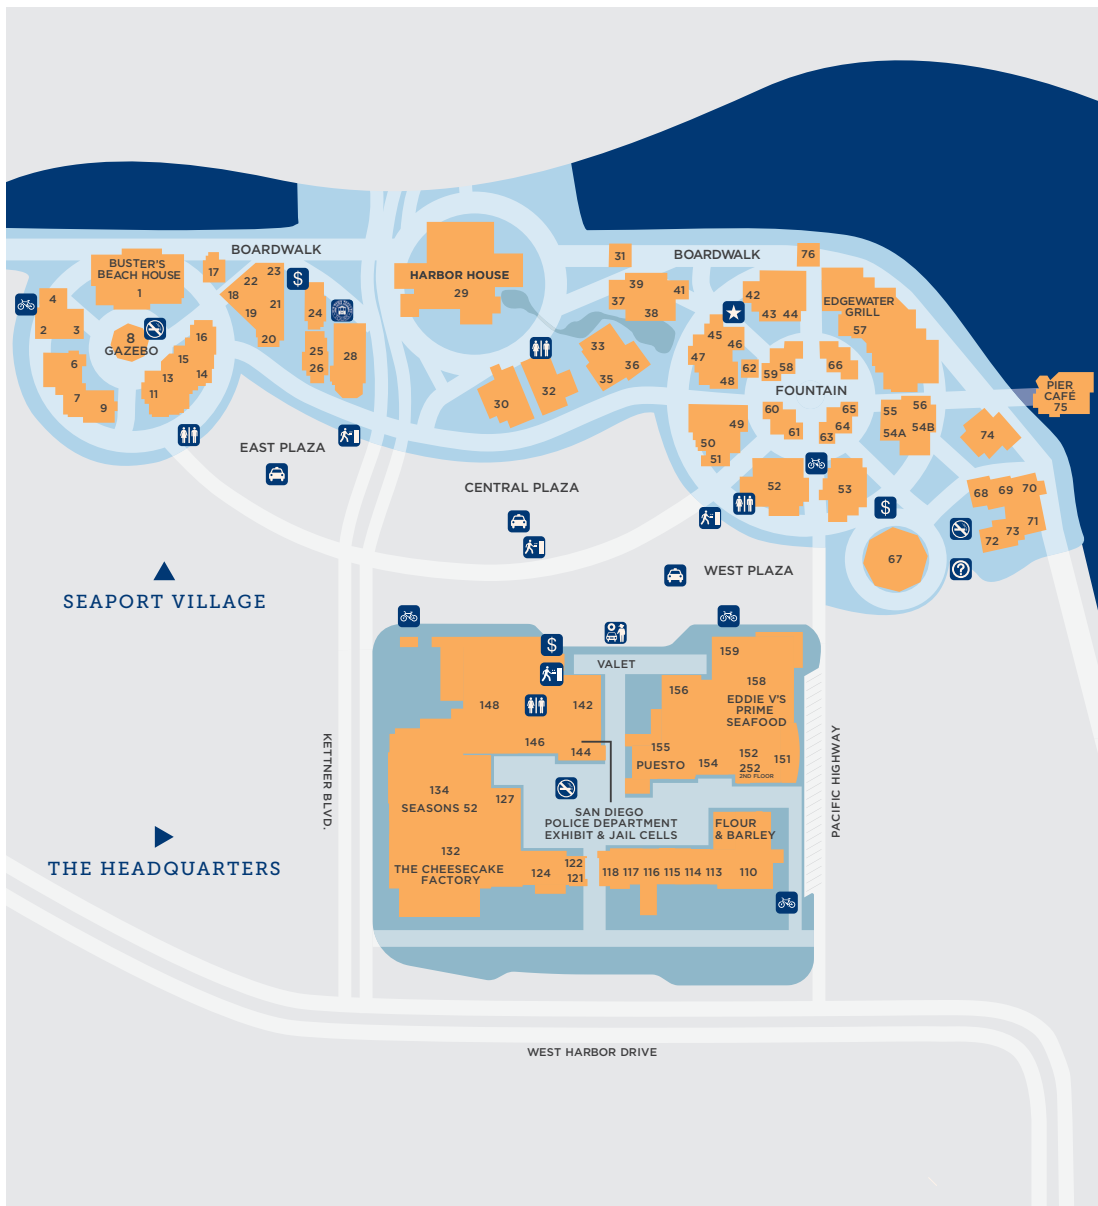 BOARDWALK
BUSTER'S
BEACH HOUSE
1
4
2
3
8
GAZEBO
6
7
9
16
15
13
14
11
17
18
22
23
19
21
20
$
24
25
26
28
EAST PLAZA
HARBOR HOUSE
29
30
32
CENTRAL PLAZA
31
BOARDWALK
76
39
37
41
38
33
36
35
42
43
44
45
46
47
48
62
59
58
66
EDGEWATER
GRILL
57
FOUNTAIN
60
61
65
64
63
49
50
51
55
56
54A
54B
52
53
PIER
CAFÉ
75
74
68
69
70
71
73
72
$
67
?
WEST PLAZA
SEAPORT VILLAGE
THE HEADQUARTERS
$
VALET
159
158
EDDIE V'S
PRIME
SEAFOOD
156
148
142
146
144
155
PUESTO
154
152
252
2ND FLOOR
151
134
SEASONS 52
127
SAN DIEGO
POLICE DEPARTMENT
EXHIBIT & JAIL CELLS
FLOUR
& BARLEY
132
THE CHEESECAKE
FACTORY
124
122
121
118
117
116
115
114
113
110
KETTNER BLVD.
PACIFIC HIGHWAY
WEST HARBOR DRIVE